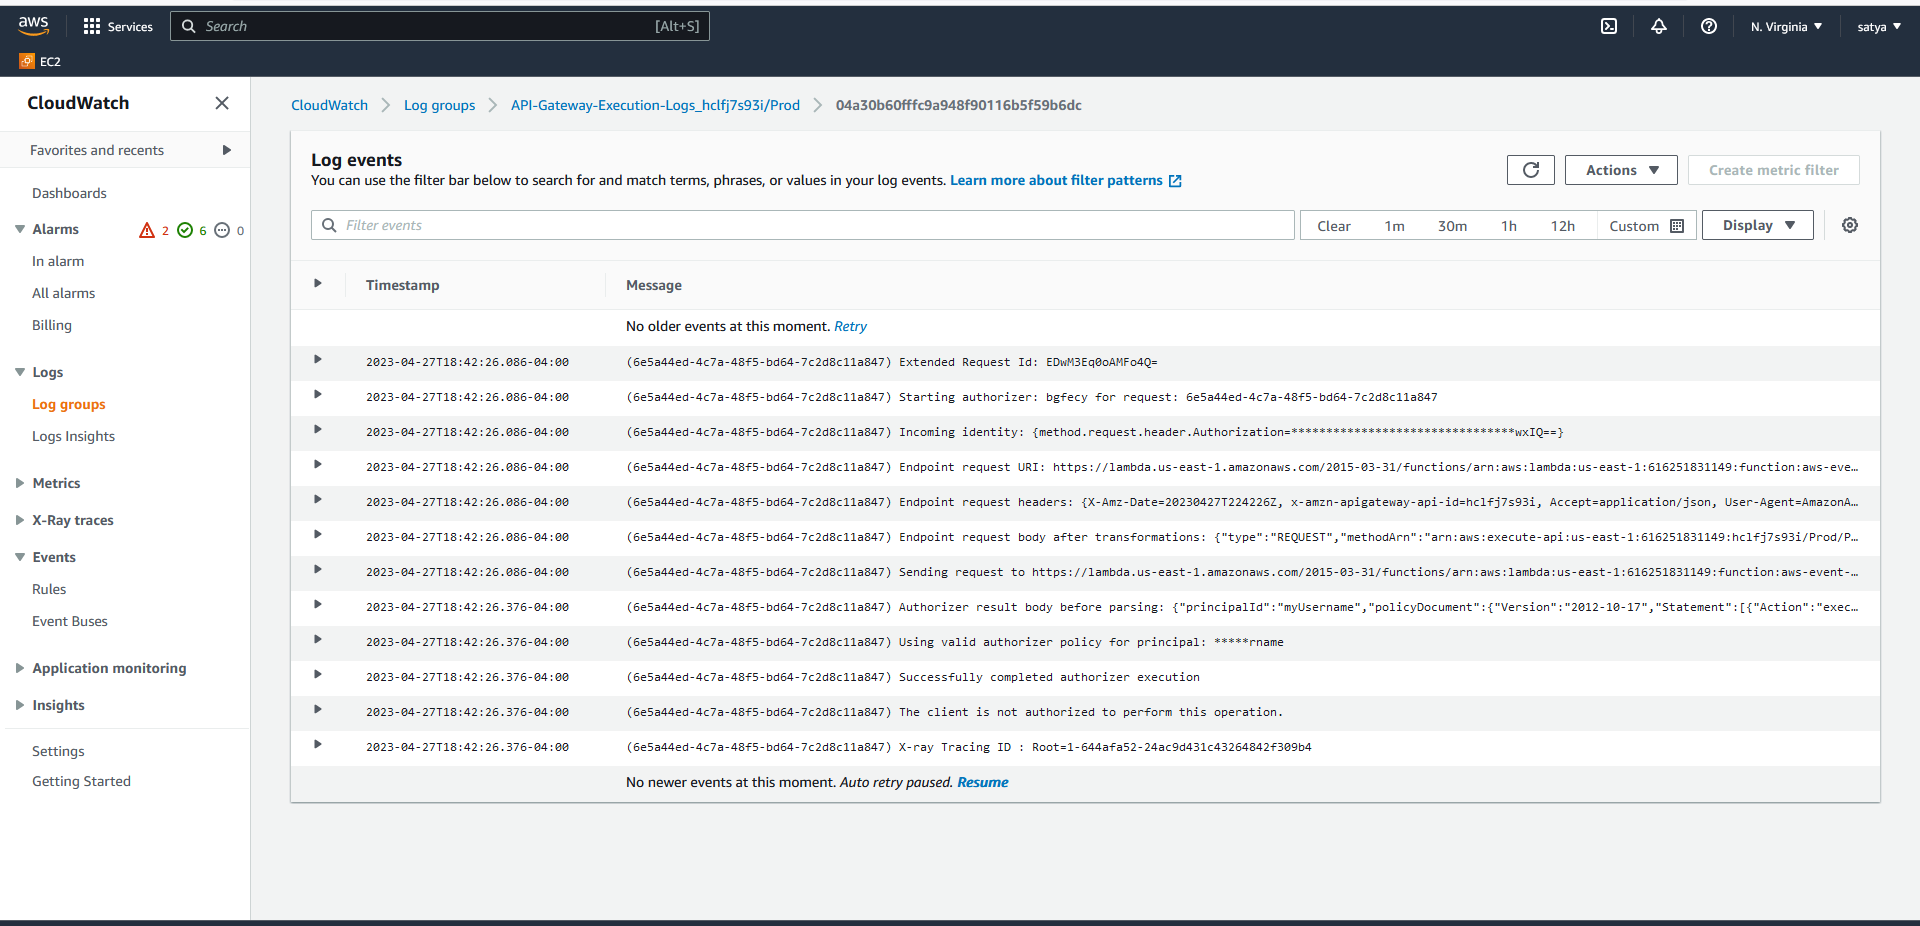 aws
Services
Search [Alt+S]
N. Virginia
satya
EC2
CloudWatch
Favorites and recents
Dashboards
Alarms 2 6 0
In alarm
All alarms
Billing
Logs
Log groups
Logs Insights
Metrics
X-Ray traces
Events
Rules
Event Buses
Application monitoring
Insights
Settings
Getting Started
CloudWatch Log groups API-Gateway-Execution-Logs_hclfj7s93i/Prod 04a30b60fffc9a948f90116b5f59b6dc
Log events
You can use the filter bar below to search for and match terms, phrases, or values in your log events. Learn more about filter patterns
Actions
Create metric filter
Filter events
Clear 1m 30m 1h 12h Custom
Display
Timestamp Message
No older events at this moment. Retry
2023-04-27T18:42:26.086-04:00 (6e5a44ed-4c7a-48f5-bd64-7c2d8c11a847) Extended Request Id: EDwM3Eq0oAMFo4Q=
2023-04-27T18:42:26.086-04:00 (6e5a44ed-4c7a-48f5-bd64-7c2d8c11a847) Starting authorizer: bgfecy for request: 6e5a44ed-4c7a-48f5-bd64-7c2d8c11a847
2023-04-27T18:42:26.086-04:00 (6e5a44ed-4c7a-48f5-bd64-7c2d8c11a847) Incoming identity: {method.request.header.Authorization=********************************wxIQ==}
2023-04-27T18:42:26.086-04:00 (6e5a44ed-4c7a-48f5-bd64-7c2d8c11a847) Endpoint request URI: https://lambda.us-east-1.amazonaws.com/2015-03-31/functions/arn:aws:lambda:us-east-1:616251831149:function:aws-eve…
2023-04-27T18:42:26.086-04:00 (6e5a44ed-4c7a-48f5-bd64-7c2d8c11a847) Endpoint request headers: {X-Amz-Date=20230427T224226Z, x-amzn-apigateway-api-id=hclfj7s93i, Accept=application/json, User-Agent=AmazonA…
2023-04-27T18:42:26.086-04:00 (6e5a44ed-4c7a-48f5-bd64-7c2d8c11a847) Endpoint request body after transformations: {"type":"REQUEST","methodArn":"arn:aws:execute-api:us-east-1:616251831149:hclfj7s93i/Prod/P…
2023-04-27T18:42:26.086-04:00 (6e5a44ed-4c7a-48f5-bd64-7c2d8c11a847) Sending request to https://lambda.us-east-1.amazonaws.com/2015-03-31/functions/arn:aws:lambda:us-east-1:616251831149:function:aws-event-…
2023-04-27T18:42:26.376-04:00 (6e5a44ed-4c7a-48f5-bd64-7c2d8c11a847) Authorizer result body before parsing: {"principalId":"myUsername","policyDocument":{"Version":"2012-10-17","Statement":[{"Action":"exec…
2023-04-27T18:42:26.376-04:00 (6e5a44ed-4c7a-48f5-bd64-7c2d8c11a847) Using valid authorizer policy for principal: *****rname
2023-04-27T18:42:26.376-04:00 (6e5a44ed-4c7a-48f5-bd64-7c2d8c11a847) Successfully completed authorizer execution
2023-04-27T18:42:26.376-04:00 (6e5a44ed-4c7a-48f5-bd64-7c2d8c11a847) The client is not authorized to perform this operation.
2023-04-27T18:42:26.376-04:00 (6e5a44ed-4c7a-48f5-bd64-7c2d8c11a847) X-ray Tracing ID : Root=1-644afa52-24ac9d431c43264842f309b4
No newer events at this moment. Auto retry paused. Resume